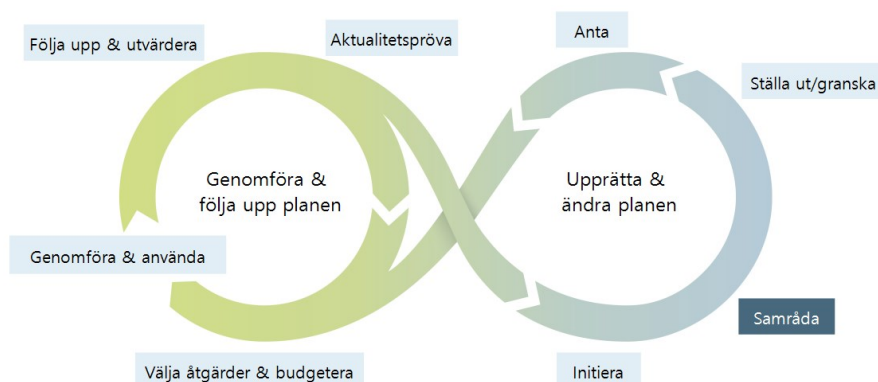 Följa upp & utvärdera
Aktualitetspröva
Anta
Ställa ut/granska
Genomföra &
följa upp planen
Upprätta &
ändra planen
Genomföra & använda
Samråda
Välja åtgärder & budgetera
Initiera